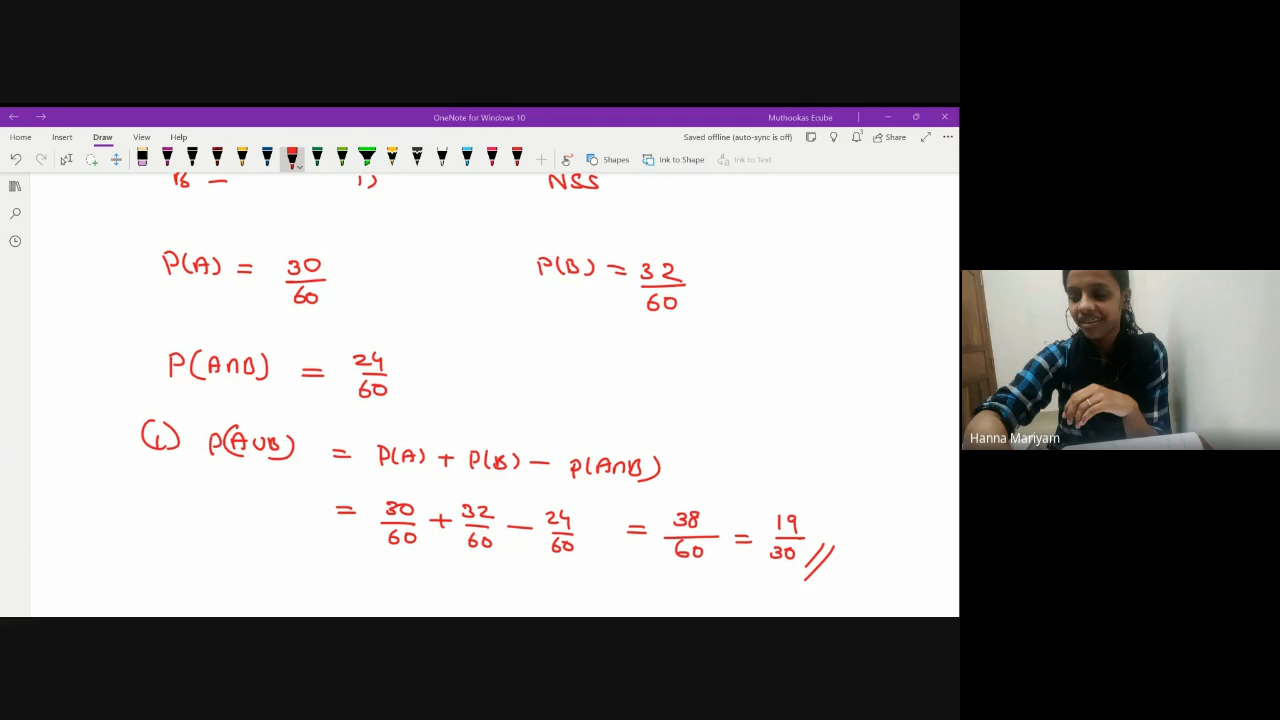 OneNote for Windows 10
Muthookas Ecube
Home Insert Draw View Help
Saved offline (auto-sync is off)
3
Share
Shapes
Ink to Shape
Ink to Text
B –
NSS
P(A) = 30/60
P(B) = 32/60
P(A∩B) = 24/60
(i) P(A∪B) = P(A) + P(B) – P(A∩B)
= 30/60 + 32/60 – 24/60 = 38/60 = 19/30 //
Hanna Mariyam